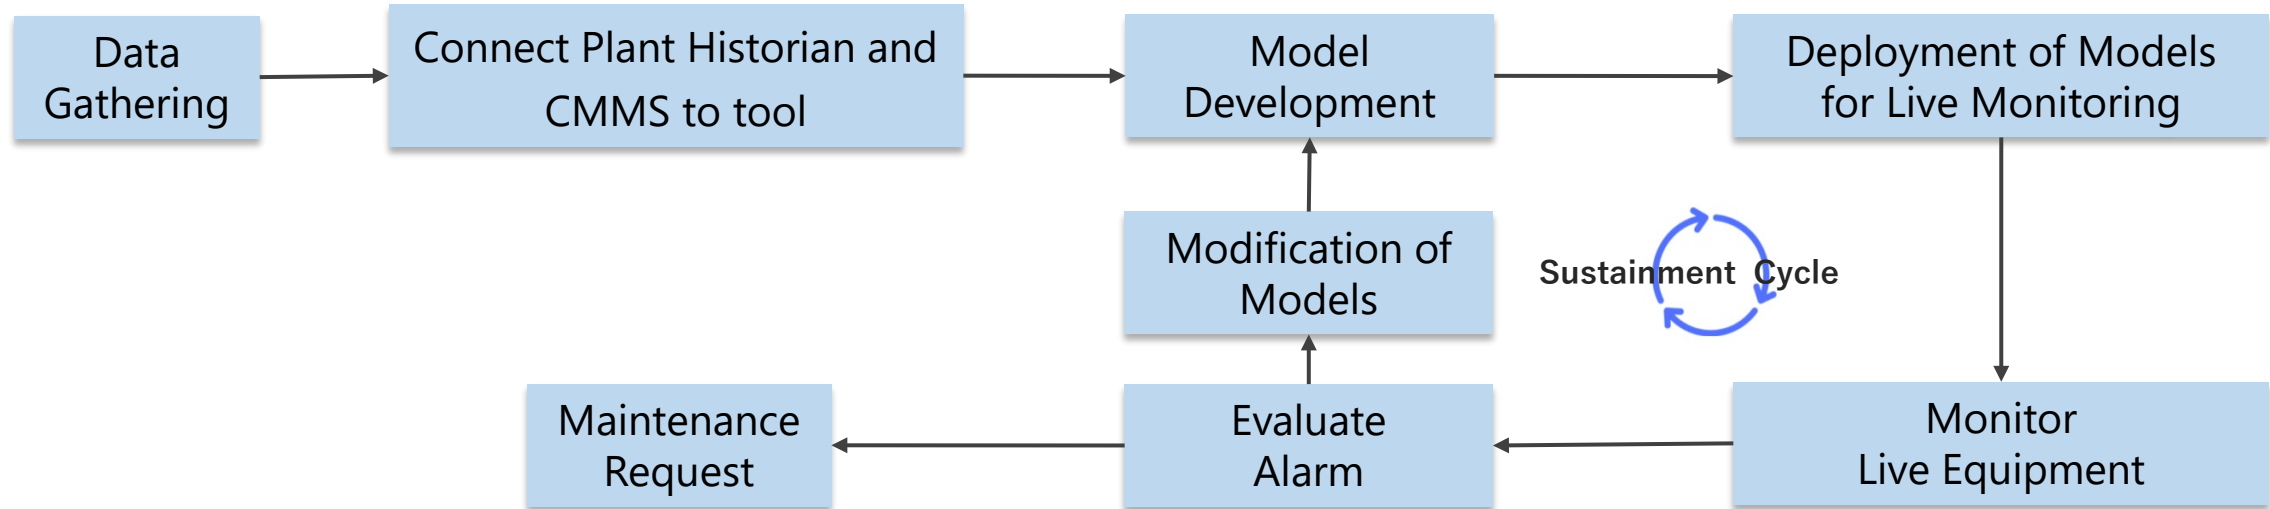 Data
Gathering
Connect Plant Historian and
CMMS to tool
Model
Development
Deployment of Models
for Live Monitoring
Modification of
Models
Sustainment Cycle
Maintenance
Request
Evaluate
Alarm
Monitor
Live Equipment